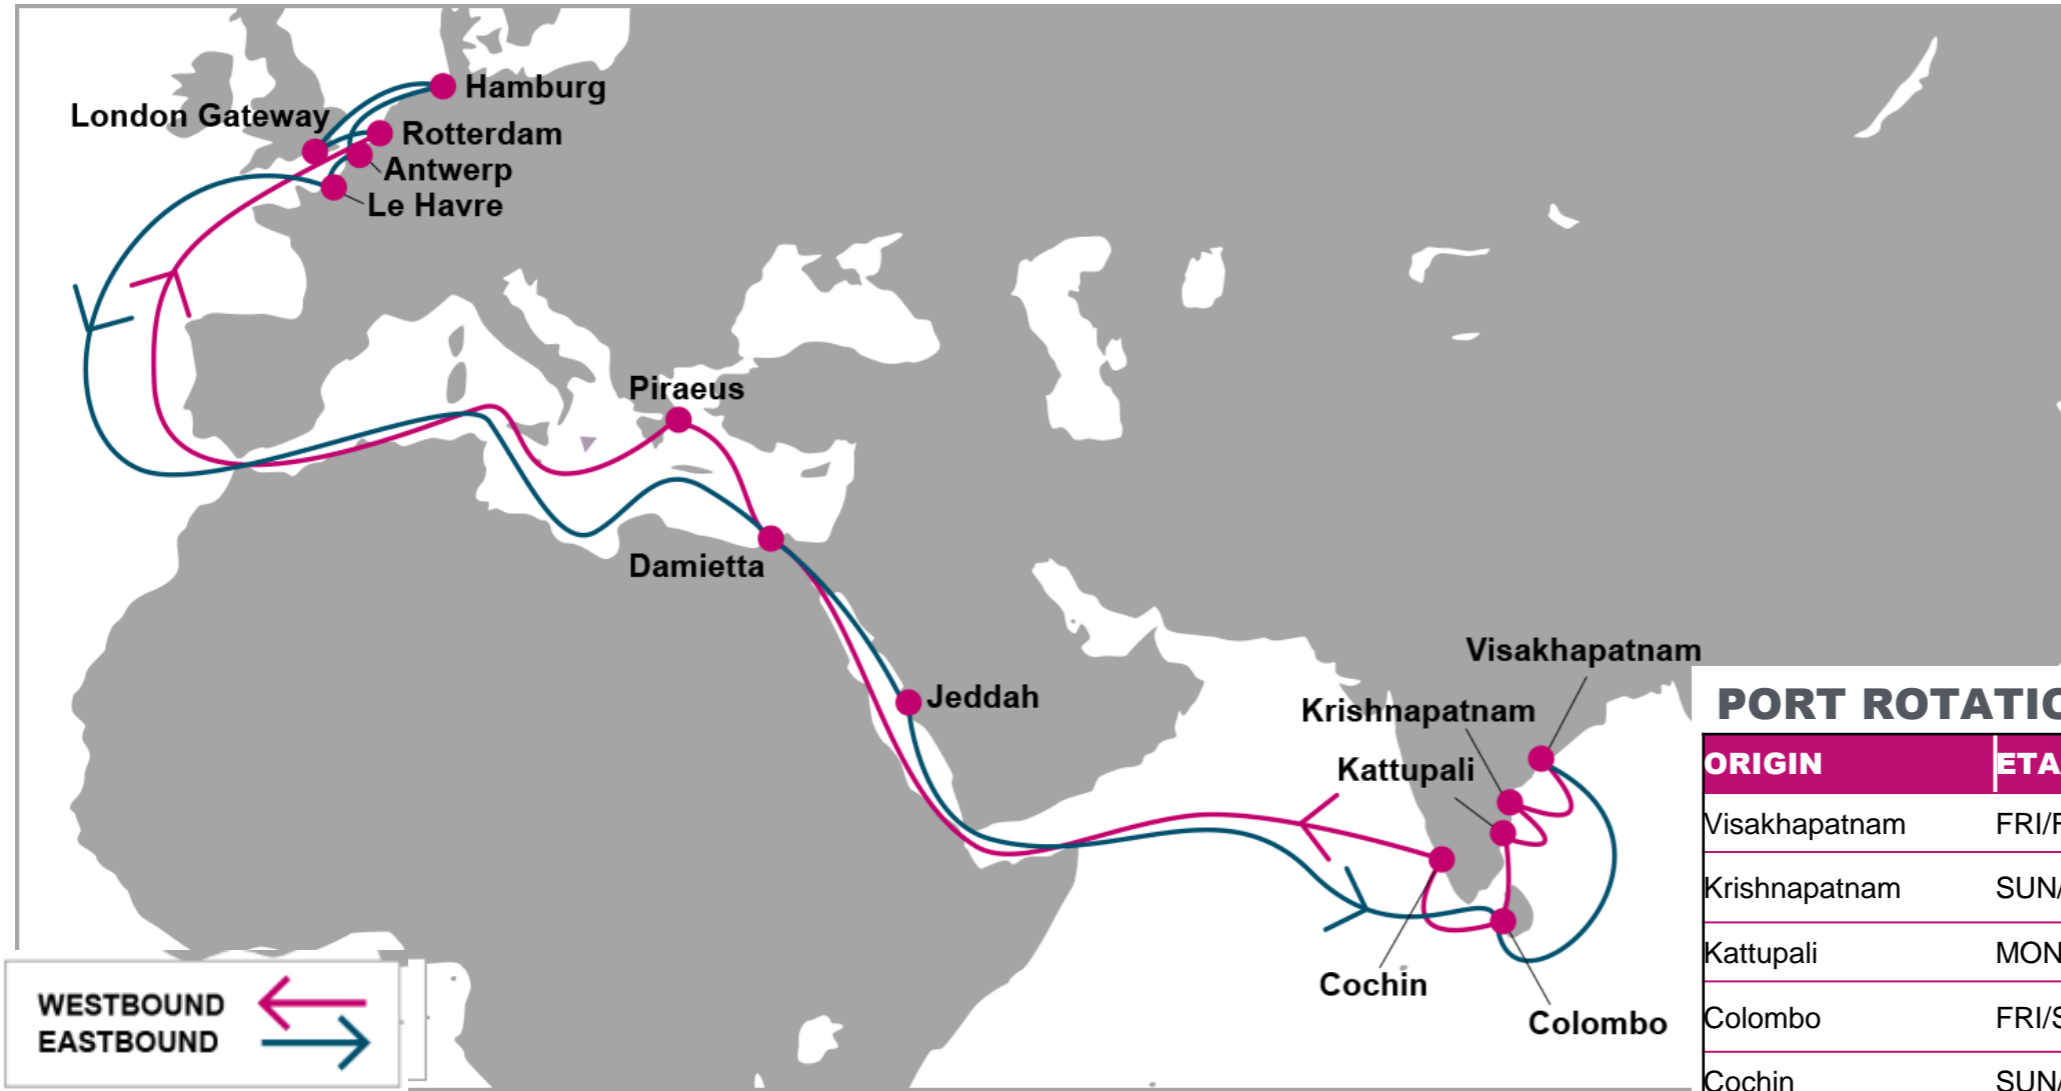 Hamburg
London Gateway
Rotterdam
Antwerp
Le Havre
Piraeus
Damietta
Jeddah
Visakhapatnam
Krishnapatnam
Kattupali
Cochin
Colombo
WESTBOUND
EASTBOUND
PORT ROTATIO
ORIGIN ETA
Visakhapatnam FRI/
Krishnapatnam SUN/
Kattupali MON
Colombo FRI/S
Cochin SUN/